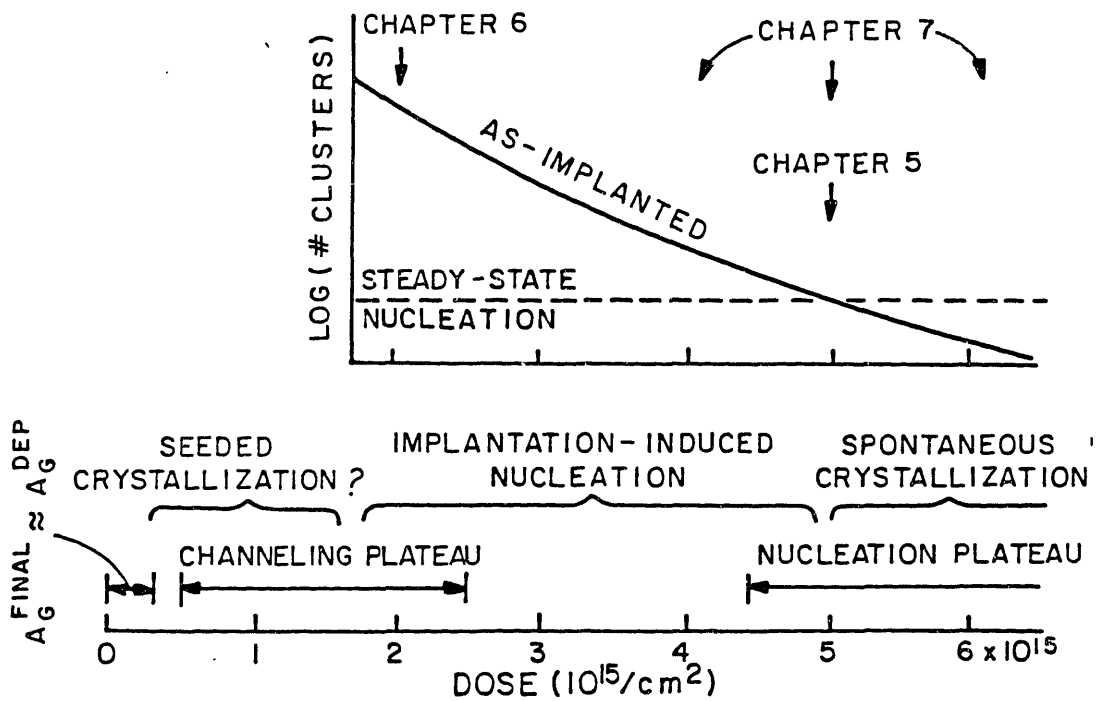 CHAPTER 6
CHAPTER 7
LOG (# CLUSTERS)
AS-IMPLANTED
CHAPTER 5
STEADY-STATE
NUCLEATION
A_G^FINAL ≈ A_G^DEP
SEEDED
CRYSTALLIZATION ?
IMPLANTATION-INDUCED
NUCLEATION
SPONTANEOUS
CRYSTALLIZATION
CHANNELING PLATEAU
NUCLEATION PLATEAU
0 1 2 3 4 5 6 x 10^15
DOSE (10^15/cm^2)